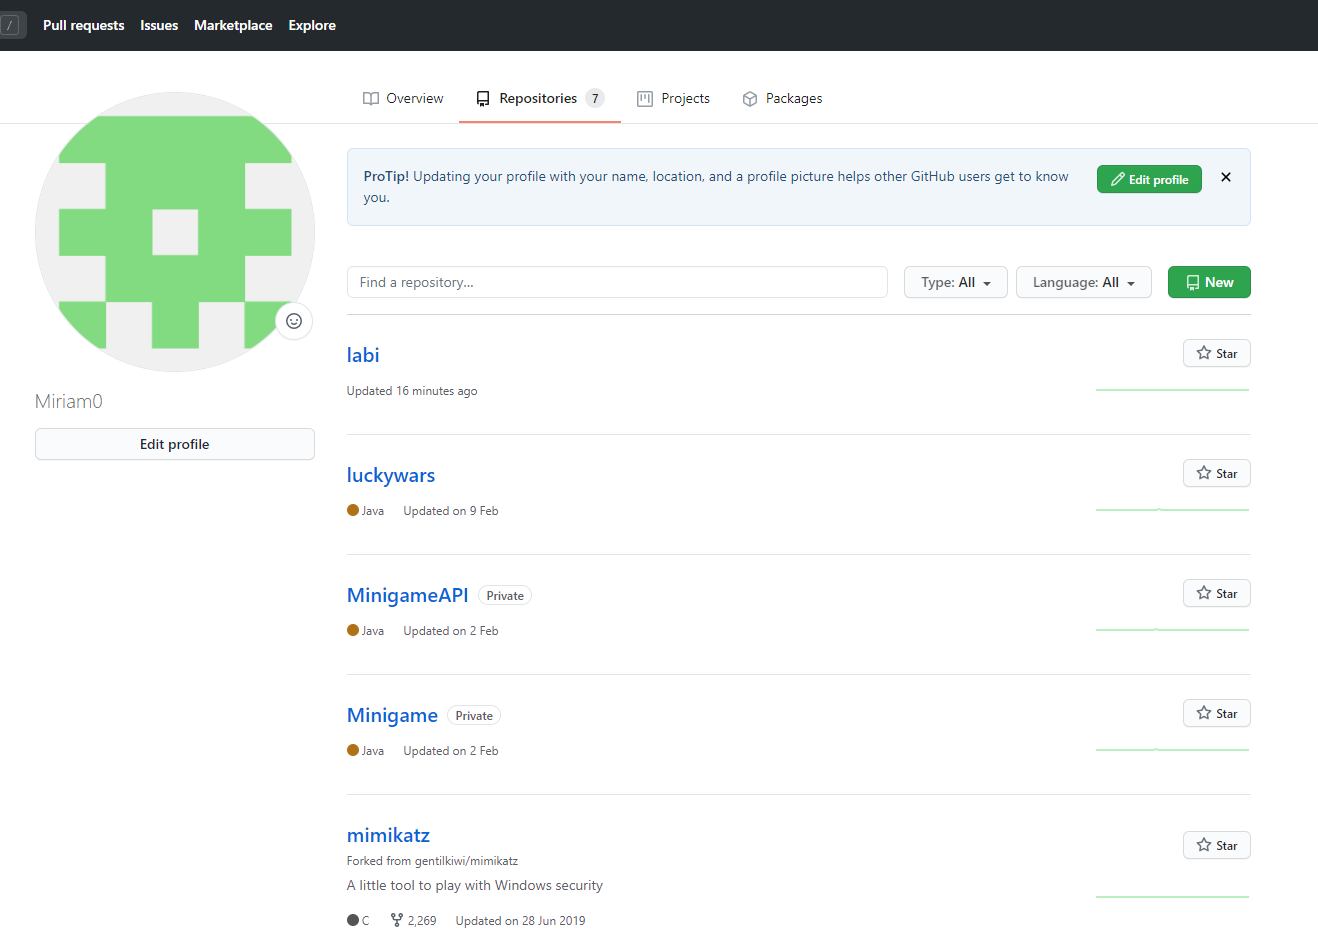 / Pull requests Issues Marketplace Explore
Overview Repositories 7 Projects Packages
ProTip! Updating your profile with your name, location, and a profile picture helps other GitHub users get to know
you.
Edit profile
Find a repository...
Type: All
Language: All
New
Miriam0
Edit profile
labi
Star
Updated 16 minutes ago
luckywars
Star
Java Updated on 9 Feb
MinigameAPI Private
Star
Java Updated on 2 Feb
Minigame Private
Star
Java Updated on 2 Feb
mimikatz
Star
Forked from gentilkiwi/mimikatz
A little tool to play with Windows security
C 2,269 Updated on 28 Jun 2019